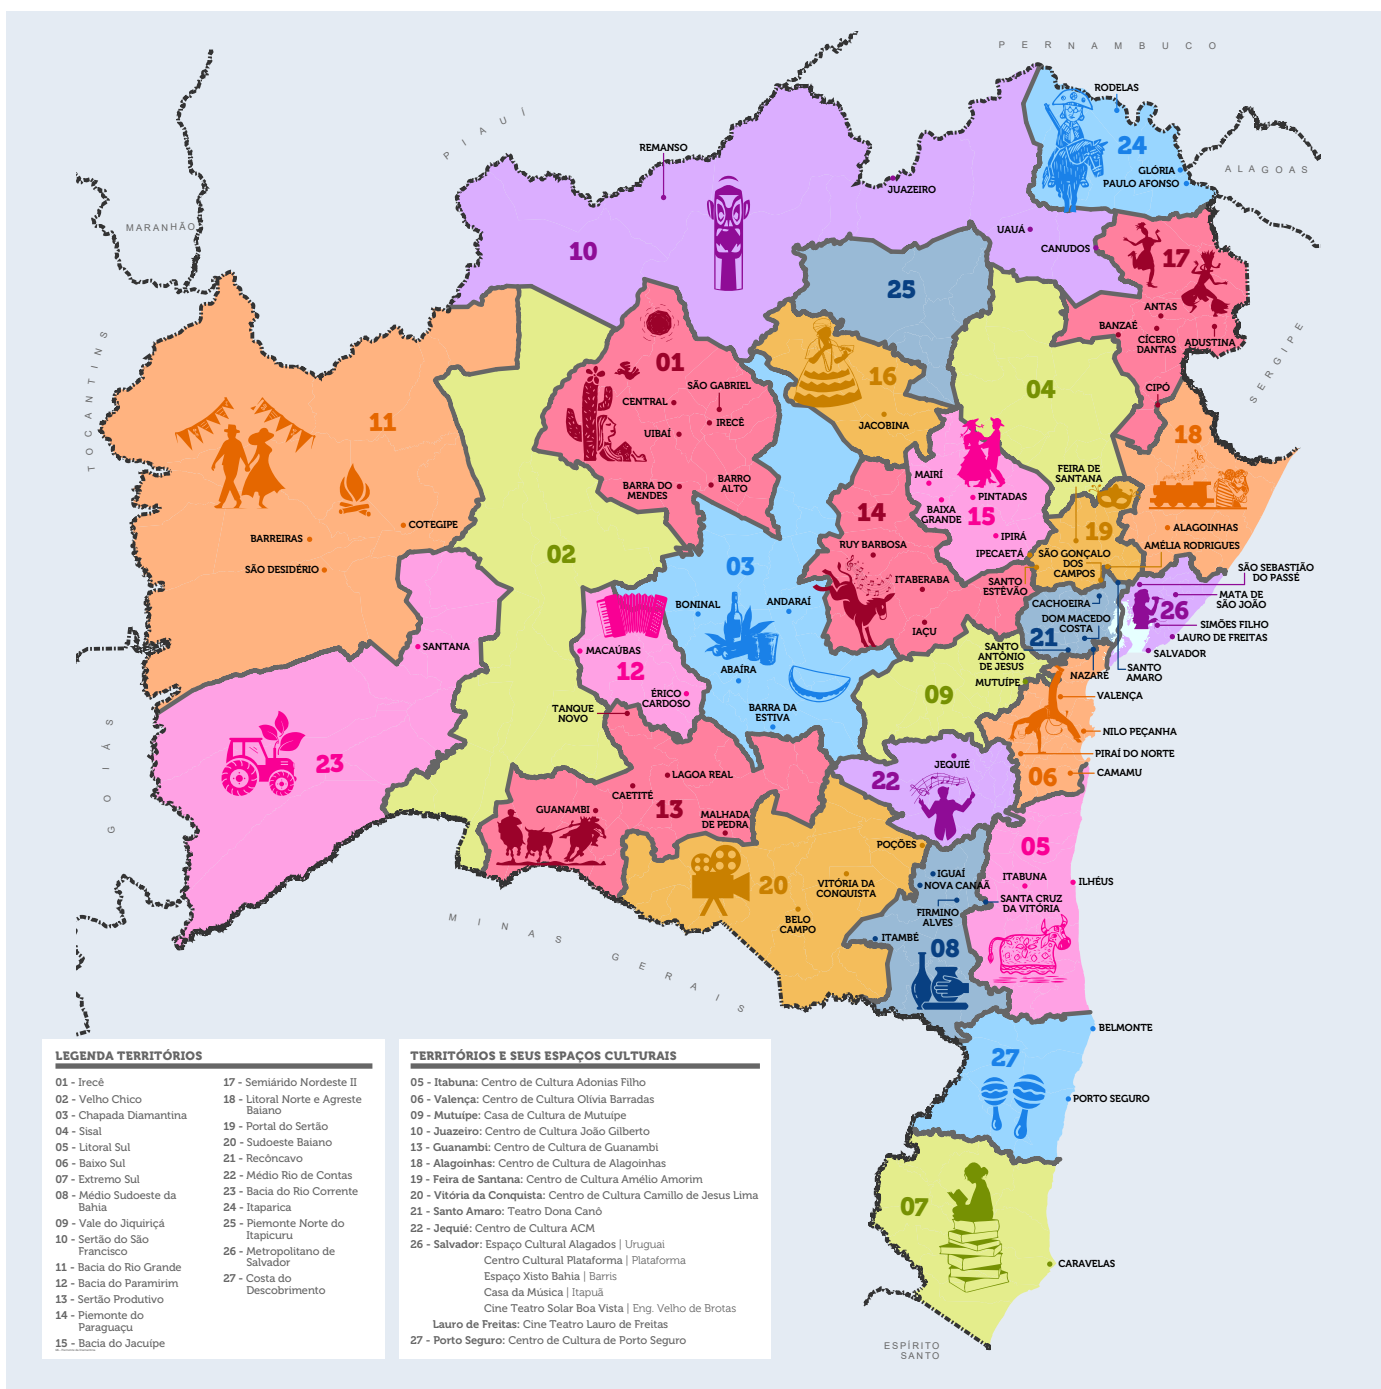 PERNAMBUCO
RODELAS
PIAUÍ
24
REMANSO
GLÓRIA
ALAGOAS
PAULO AFONSO
JUAZEIRO
MARANHÃO
UAUÁ
CANUDOS
10
17
25
ANTAS
BANZAÉ
CÍCERO
DANTAS
ADUSTINA
TOCANTINS
SERGIPE
01
16
SÃO GABRIEL
04
CIPÓ
CENTRAL
11
IRECÊ
JACOBINA
UIBAÍ
18
MAIRÍ
FEIRA DE
SANTANA
BARRA DO
MENDES
BARRO
ALTO
PINTADAS
BAIXA
GRANDE
15
14
COTEGIPE
ALAGOINHAS
19
BARREIRAS
IPIRÁ
RUY BARBOSA
AMÉLIA RODRIGUES
02
IPECAETÁ
SÃO GONÇALO
DOS
CAMPOS
03
SÃO DESIDÉRIO
SÃO SEBASTIÃO
DO PASSÉ
ITABERABA
SANTO
ESTÊVÃO
MATA DE
SÃO JOÃO
BONINAL
ANDARAÍ
CACHOEIRA
26
DOM MACEDO
COSTA
SIMÕES FILHO
IAÇU
21
LAURO DE FREITAS
SANTANA
MACAÚBAS
SANTO
ANTÔNIO
DE JESUS
SALVADOR
12
ABAÍRA
NAZARÉ
SANTO
AMARO
MUTUÍPE
ÉRICO
CARDOSO
09
VALENÇA
TANQUE
NOVO
BARRA DA
ESTIVA
NILO PEÇANHA
GOIÁS
23
JEQUIÉ
PIRAÍ DO NORTE
LAGOA REAL
22
06
CAMAMU
CAETITÉ
GUANAMBI
13
MALHADA
DE PEDRA
POÇÕES
05
IGUAÍ
ITABUNA
ILHÉUS
20
VITÓRIA DA
CONQUISTA
NOVA CANAÃ
SANTA CRUZ
DA VITÓRIA
BELO
CAMPO
FIRMINO
ALVES
MINAS GERAIS
ITAMBÉ
08
BELMONTE
27
PORTO SEGURO
07
CARAVELAS
ESPÍRITO
SANTO
LEGENDA TERRITÓRIOS
01 - Irecê
02 - Velho Chico
03 - Chapada Diamantina
04 - Sisal
05 - Litoral Sul
06 - Baixo Sul
07 - Extremo Sul
08 - Médio Sudoeste da
Bahia
09 - Vale do Jiquiriçá
10 - Sertão do São
Francisco
11 - Bacia do Rio Grande
12 - Bacia do Paramirim
13 - Sertão Produtivo
14 - Piemonte do
Paraguaçu
15 - Bacia do Jacuípe
17 - Semiárido Nordeste II
18 - Litoral Norte e Agreste
Baiano
19 - Portal do Sertão
20 - Sudoeste Baiano
21 - Recôncavo
22 - Médio Rio de Contas
23 - Bacia do Rio Corrente
24 - Itaparica
25 - Piemonte Norte do
Itapicuru
26 - Metropolitano de
Salvador
27 - Costa do
Descobrimento
TERRITÓRIOS E SEUS ESPAÇOS CULTURAIS
05 - Itabuna: Centro de Cultura Adonias Filho
06 - Valença: Centro de Cultura Olívia Barradas
09 - Mutuípe: Casa de Cultura de Mutuípe
10 - Juazeiro: Centro de Cultura João Gilberto
13 - Guanambi: Centro de Cultura de Guanambi
18 - Alagoinhas: Centro de Cultura de Alagoinhas
19 - Feira de Santana: Centro de Cultura Amélio Amorim
20 - Vitória da Conquista: Centro de Cultura Camillo de Jesus Lima
21 - Santo Amaro: Teatro Dona Canô
22 - Jequié: Centro de Cultura ACM
26 - Salvador: Espaço Cultural Alagados | Uruguai
Centro Cultural Plataforma | Plataforma
Espaço Xisto Bahia | Barris
Casa da Música | Itapuã
Cine Teatro Solar Boa Vista | Eng. Velho de Brotas
Lauro de Freitas: Cine Teatro Lauro de Freitas
27 - Porto Seguro: Centro de Cultura de Porto Seguro